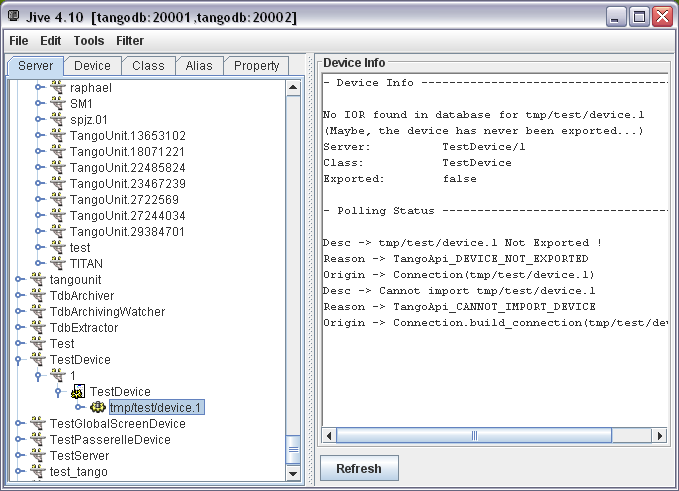 Jive 4.10 [tangodb:20001,tangodb:20002]
File Edit Tools Filter
Server Device Class Alias Property
raphael
SM1
spjz.01
TangoUnit.13653102
TangoUnit.18071221
TangoUnit.22485824
TangoUnit.23467239
TangoUnit.2722569
TangoUnit.27244034
TangoUnit.29384701
test
TITAN
tangounit
TdbArchiver
TdbArchivingWatcher
TdbExtractor
Test
TestDevice
1
TestDevice
tmp/test/device.1
TestGlobalScreenDevice
TestPasserelleDevice
TestServer
test_tango
Device Info
- Device Info ----------------------------------
No IOR found in database for tmp/test/device.1
(Maybe, the device has never been exported...)
Server: TestDevice/1
Class: TestDevice
Exported: false
- Polling Status -------------------------------
Desc -> tmp/test/device.1 Not Exported !
Reason -> TangoApi_DEVICE_NOT_EXPORTED
Origin -> Connection(tmp/test/device.1)
Desc -> Cannot import tmp/test/device.1
Reason -> TangoApi_CANNOT_IMPORT_DEVICE
Origin -> Connection.build_connection(tmp/test/dev
Refresh